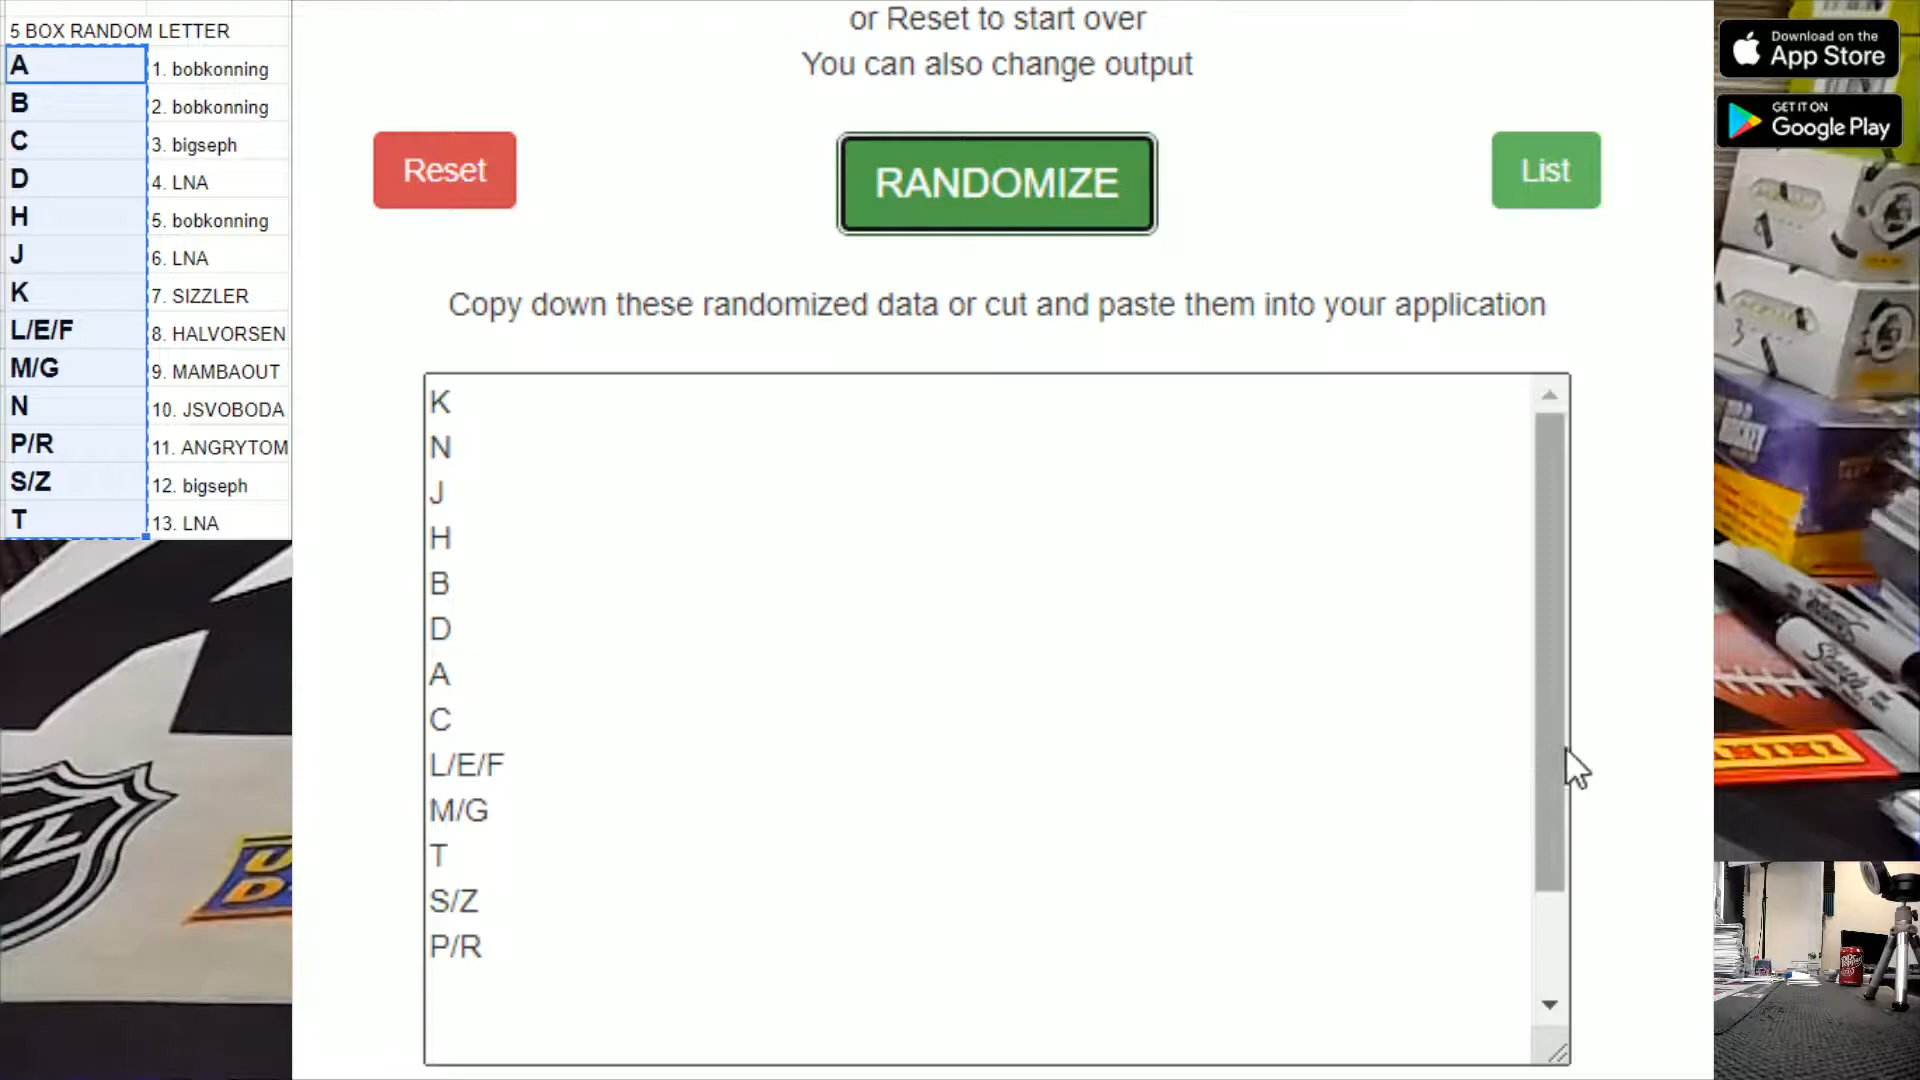 5 BOX RANDOM LETTER
A 1. bobkonning
B 2. bobkonning
C 3. bigseph
D 4. LNA
H 5. bobkonning
J 6. LNA
K 7. SIZZLER
L/E/F 8. HALVORSEN
M/G 9. MAMBAOUT
N 10. JSVOBODA
P/R 11. ANGRYTOM
S/Z 12. bigseph
T 13. LNA
or Reset to start over
You can also change output
Reset
RANDOMIZE
List
Copy down these randomized data or cut and paste them into your application
K
N
J
H
B
D
A
C
L/E/F
M/G
T
S/Z
P/R
Download on the
App Store
GET IT ON
Google Play
Sharpie